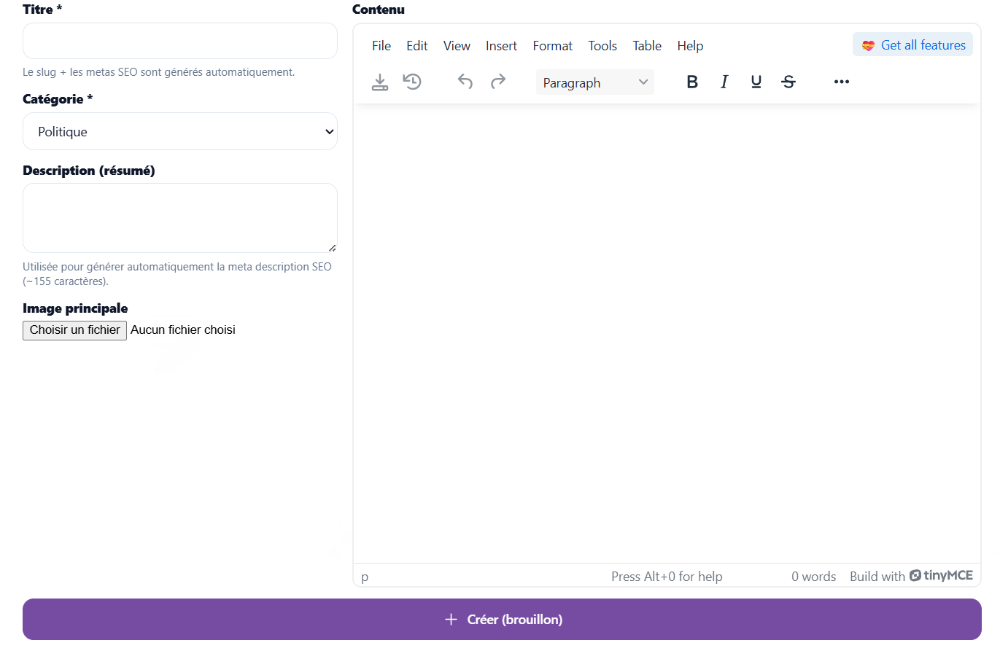 Titre *
Le slug + les metas SEO sont générés automatiquement.
Catégorie *
Politique
Description (résumé)
Utilisée pour générer automatiquement la meta description SEO
(~155 caractères).
Image principale
Choisir un fichier Aucun fichier choisi
Contenu
File Edit View Insert Format Tools Table Help Get all features
Paragraph B I U S
p Press Alt+0 for help 0 words Build with tinyMCE
+ Créer (brouillon)